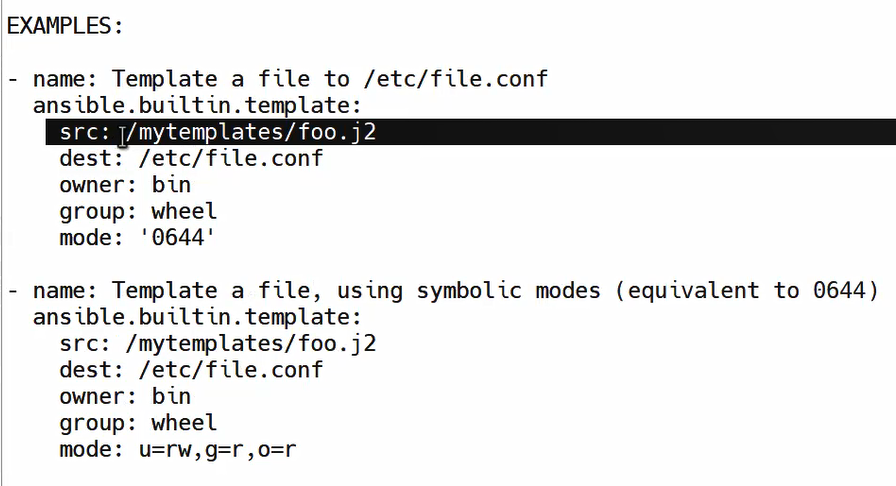 EXAMPLES:
- name: Template a file to /etc/file.conf
  ansible.builtin.template:
    src: /mytemplates/foo.j2
    dest: /etc/file.conf
    owner: bin
    group: wheel
    mode: '0644'
- name: Template a file, using symbolic modes (equivalent to 0644)
  ansible.builtin.template:
    src: /mytemplates/foo.j2
    dest: /etc/file.conf
    owner: bin
    group: wheel
    mode: u=rw,g=r,o=r